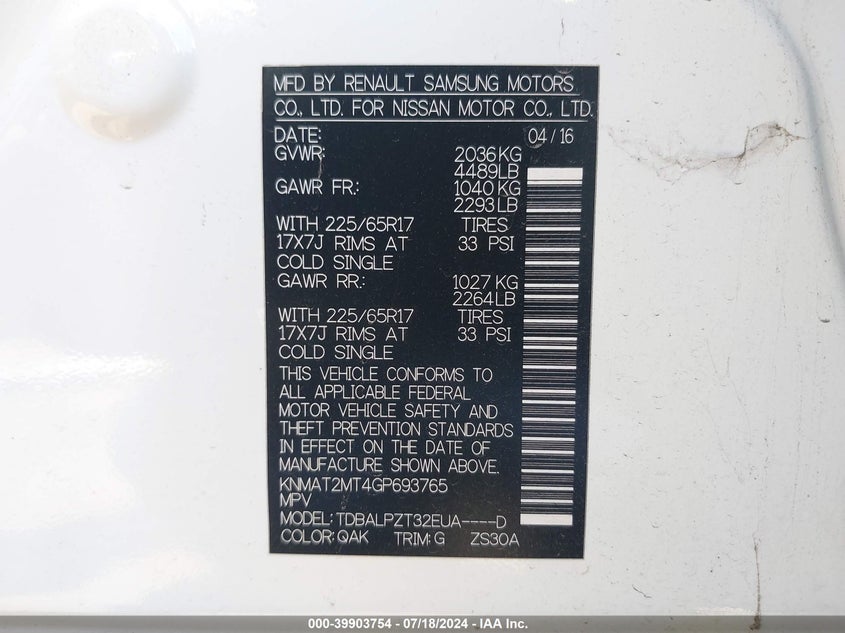 MFD BY RENAULT SAMSUNG MOTORS
CO., LTD. FOR NISSAN MOTOR CO., LTD.
DATE: 04 / 16
GVWR: 2036 KG
4489 LB
GAWR FR.: 1040 KG
2293 LB
WITH 225/65R17 TIRES
17X7J RIMS AT 33 PSI
COLD SINGLE
GAWR RR.: 1027 KG
2264 LB
WITH 225/65R17 TIRES
17X7J RIMS AT 33 PSI
COLD SINGLE
THIS VEHICLE CONFORMS TO
ALL APPLICABLE FEDERAL
MOTOR VEHICLE SAFETY AND
THEFT PREVENTION STANDARDS
IN EFFECT ON THE DATE OF
MANUFACTURE SHOWN ABOVE.
KNMAT2MT4GP693765
MPV
MODEL: TDBALPZT32EUA----D
COLOR: QAK TRIM: G ZS30A
000-39903754 - 07/18/2024 - IAA Inc.